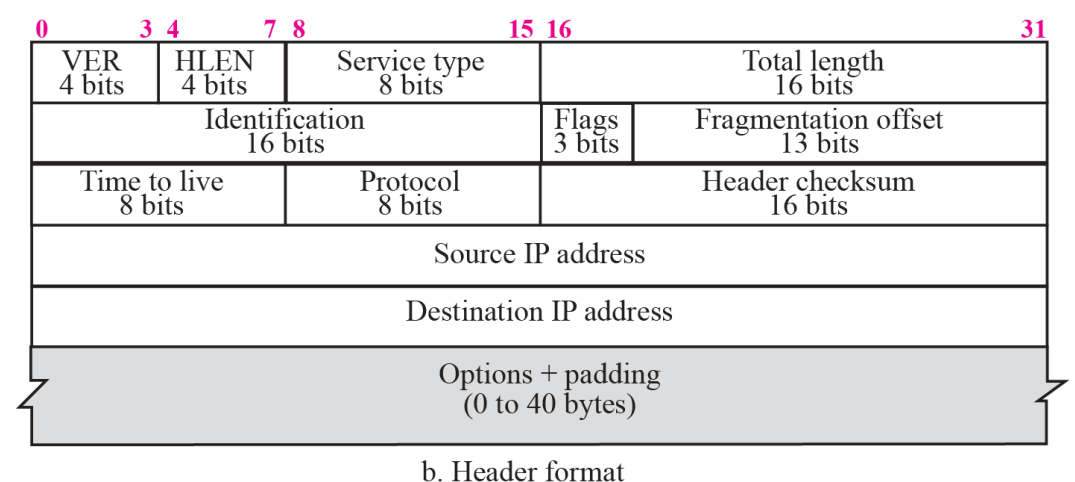 0 3 4 7 8 15 16 31
VER HLEN Service type Total length
4 bits 4 bits 8 bits 16 bits
Identification Flags Fragmentation offset
16 bits 3 bits 13 bits
Time to live Protocol Header checksum
8 bits 8 bits 16 bits
Source IP address
Destination IP address
Options + padding
(0 to 40 bytes)
b. Header format